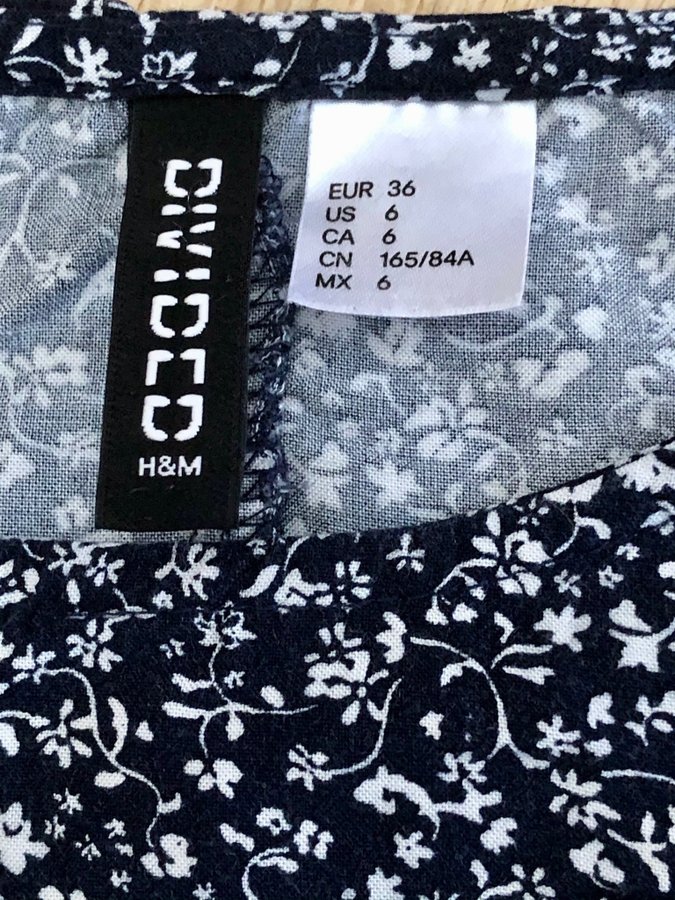 DIVIDED
H&M
EUR 36
US 6
CA 6
CN 165/84A
MX 6